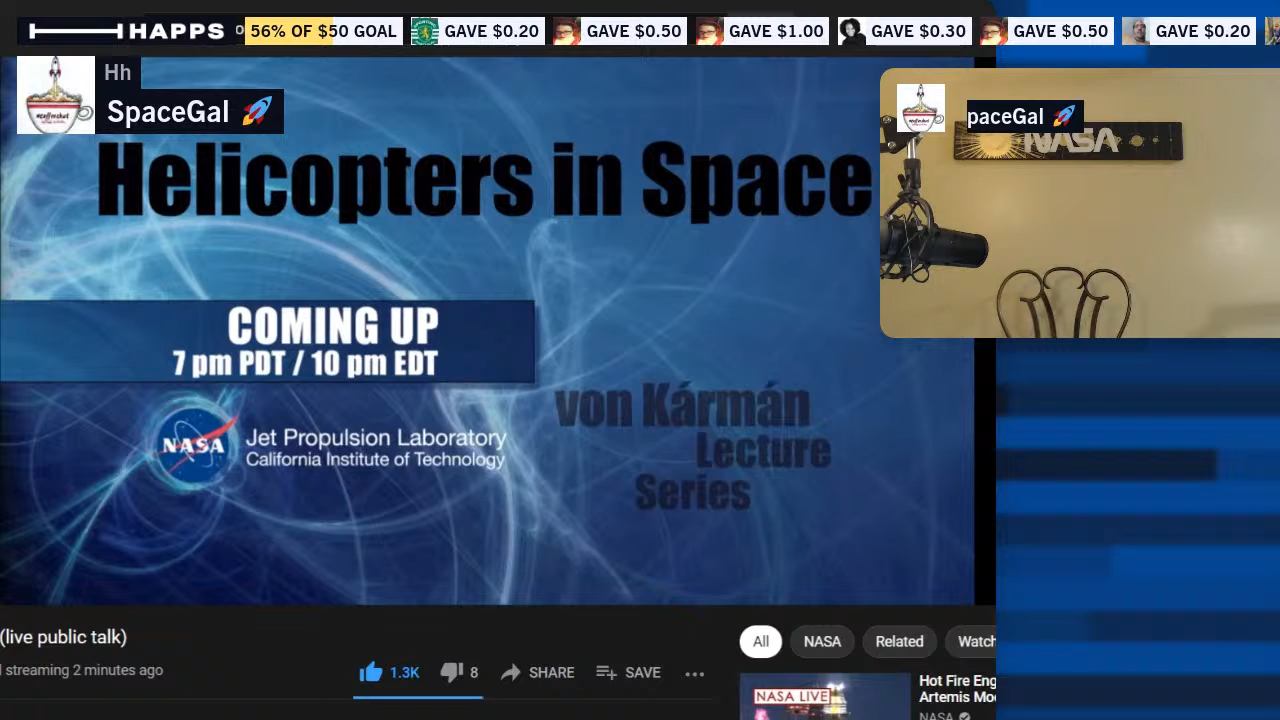 HAPPS
56% OF $50 GOAL
GAVE $0.20
GAVE $0.50
GAVE $1.00
GAVE $0.30
GAVE $0.50
GAVE $0.20
Hh
SpaceGal 🚀
paceGal 🚀
NASA
Helicopters in Space
COMING UP
7 pm PDT / 10 pm EDT
NASA
Jet Propulsion Laboratory
California Institute of Technology
von Kármán
Lecture
Series
(live public talk)
streaming 2 minutes ago
1.3K
8
SHARE
SAVE
All
NASA
Related
Watch
NASA LIVE
Hot Fire Eng
Artemis Mo
NASA